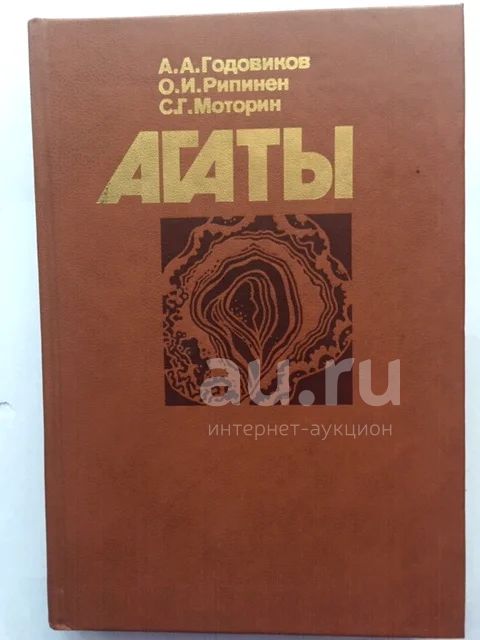 А.А.Годовиков
О.И.Рипинен
С.Г.Моторин
АГАТЫ
au.ru
интернет-аукцион